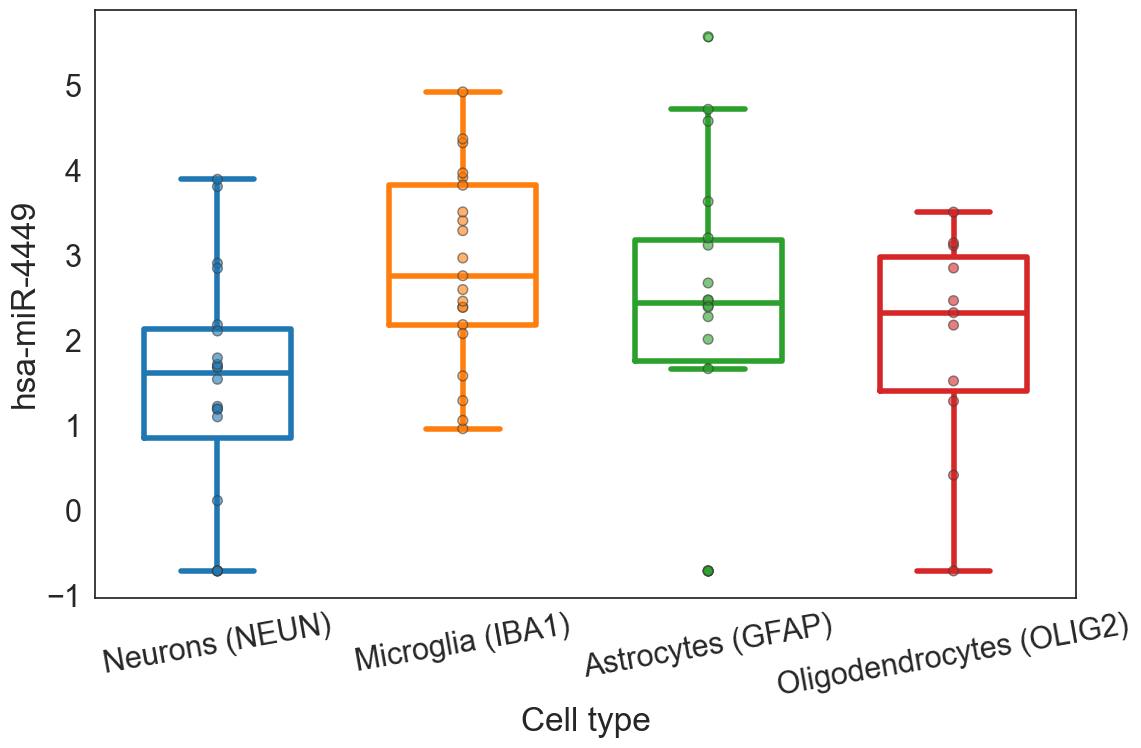 hsa-miR-4449
5
4
3
2
1
0
−1
Neurons (NEUN)
Microglia (IBA1)
Astrocytes (GFAP)
Oligodendrocytes (OLIG2)
Cell type